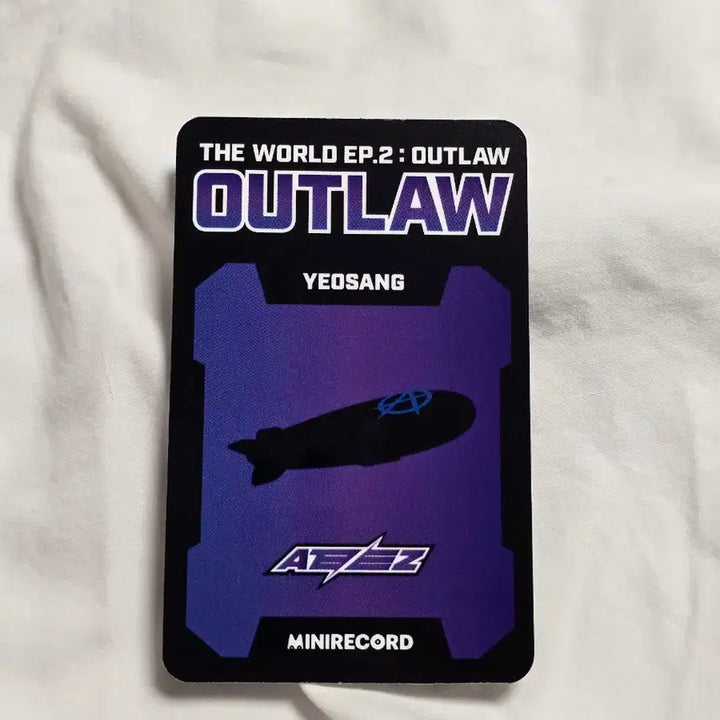 THE WORLD EP.2 : OUTLAW
OUTLAW
YEOSANG
ATEEZ
MINIRECORD